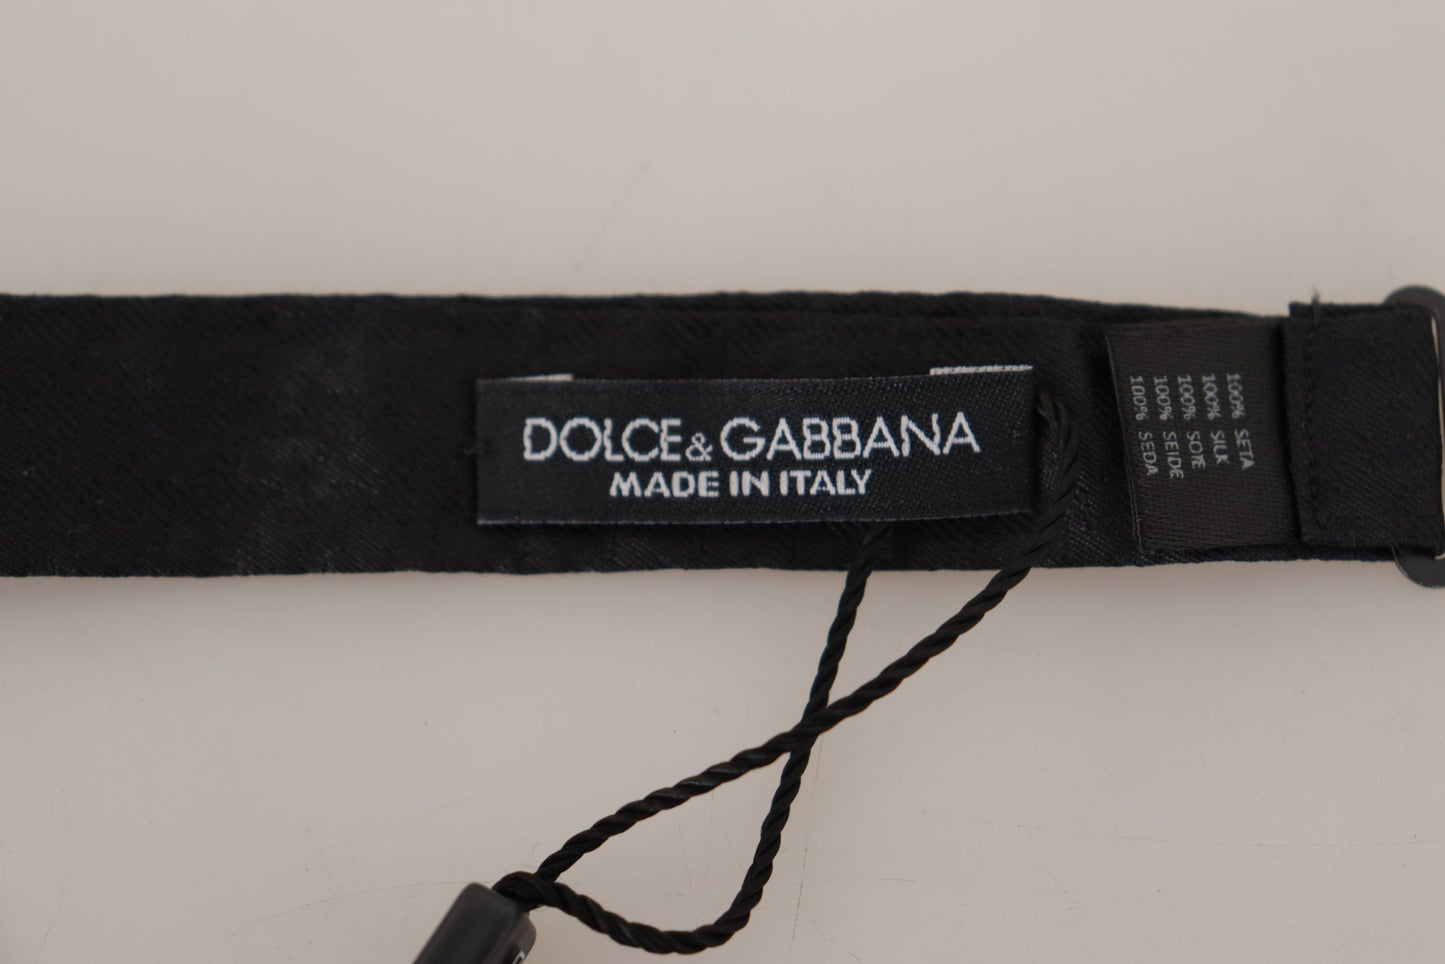 DOLCE&GABBANA
MADE IN ITALY
100% SETA
100% SILK
100% SOIE
100% SEIDE
100% SEDA